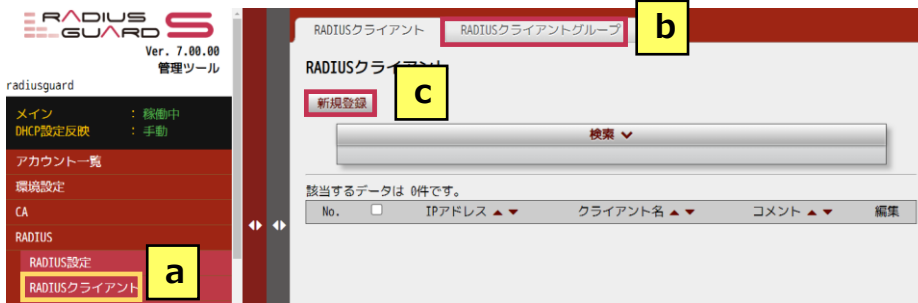 RADIUS GUARD S
Ver. 7.00.00
管理ツール
radiusguard
メイン : 稼働中
DHCP設定反映 : 手動
アカウント一覧
環境設定
CA
RADIUS
RADIUS設定
RADIUSクライアント
a
RADIUSクライアント RADIUSクライアントグループ
b
RADIUSクライアント
新規登録
c
検索
該当するデータは 0件です。
No. IPアドレス ▲ ▼ クライアント名 ▲ ▼ コメント ▲ ▼ 編集